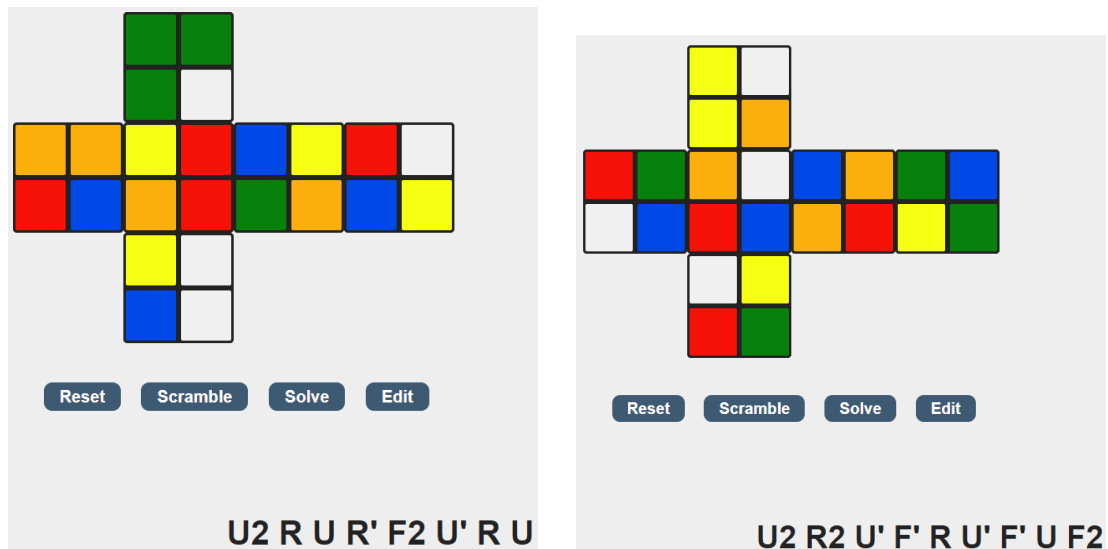 Reset Scramble Solve Edit
U2 R U R' F2 U' R U
Reset Scramble Solve Edit
U2 R2 U' F' R U' F' U F2